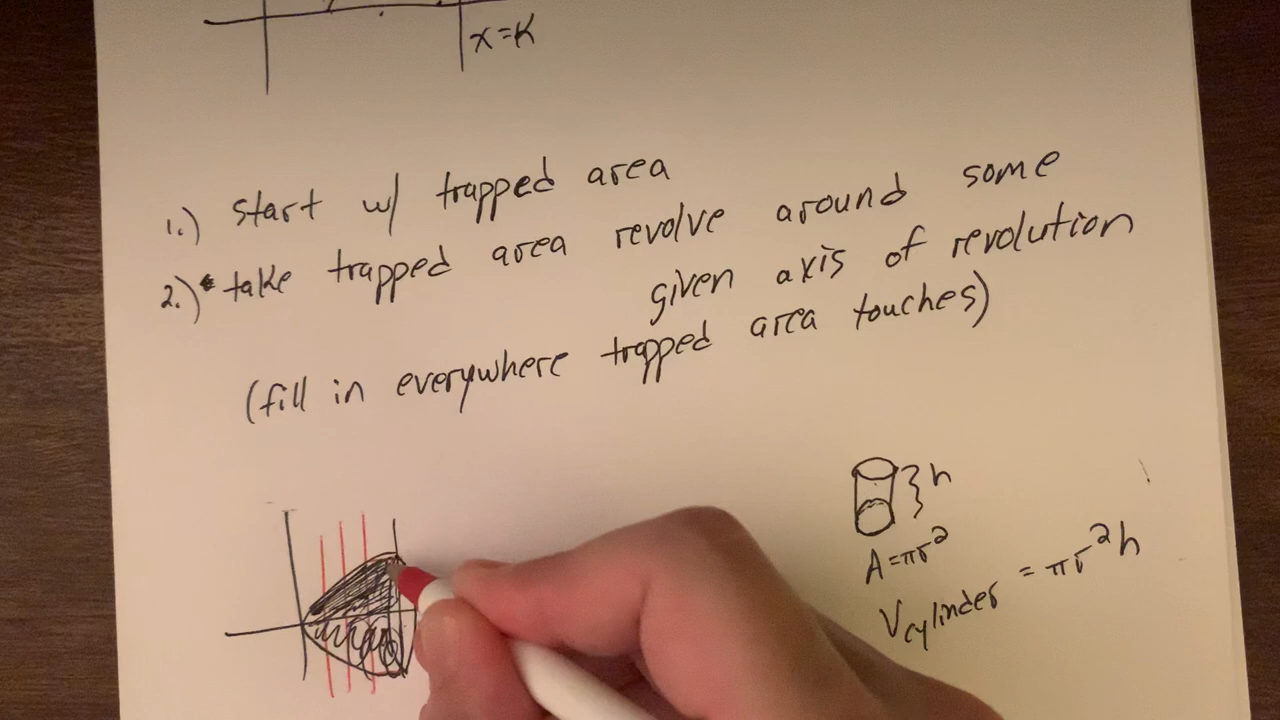 x=K
1.) start w/ trapped area
2.) take trapped area revolve around some
given axis of revolution
(fill in everywhere trapped area touches)
h
A=πr²
Vcylinder = πr²h